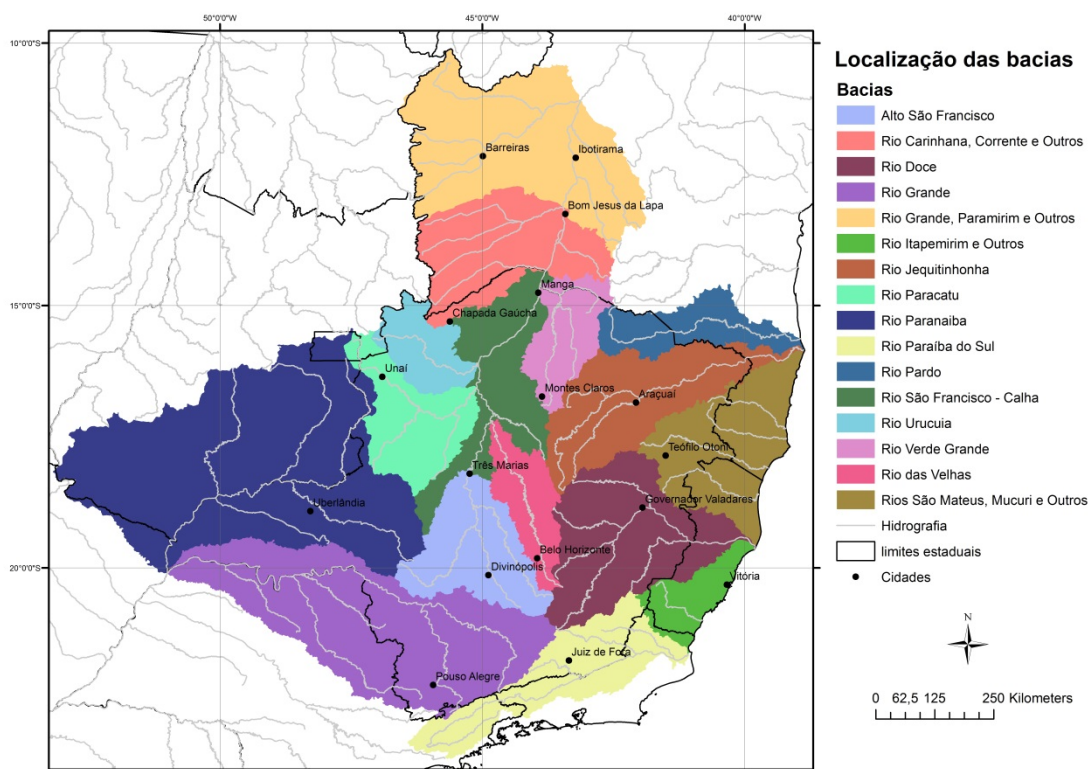 50°0'0"O 45°0'0"O 40°0'0"O
10°0'0"S
Barreiras
Ibotirama
Bom Jesus da Lapa
Manga
15°0'0"S
Chapada Gaúcha
Unaí
Montes Claros
Araçuaí
Teófilo Otoni
Três Marias
Uberlândia
Governador Valadares
Belo Horizonte
20°0'0"S
Divinópolis
Vitória
Juiz de Fora
Pouso Alegre
Localização das bacias
Bacias
Alto São Francisco
Rio Carinhana, Corrente e Outros
Rio Doce
Rio Grande
Rio Grande, Paramirim e Outros
Rio Itapemirim e Outros
Rio Jequitinhonha
Rio Paracatu
Rio Paranaiba
Rio Paraíba do Sul
Rio Pardo
Rio São Francisco - Calha
Rio Urucuia
Rio Verde Grande
Rio das Velhas
Rios São Mateus, Mucuri e Outros
Hidrografia
limites estaduais
Cidades
N
0 62,5 125 250 Kilometers